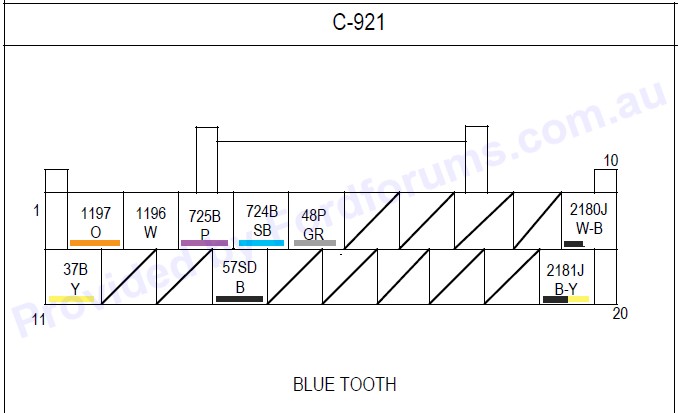 C-921
Provided by Fordforums.com.au
10
1
1197
O
1196
W
725B
P
724B
SB
48P
GR
2180J
W-B
37B
Y
57SD
B
2181J
B-Y
11
20
BLUE TOOTH